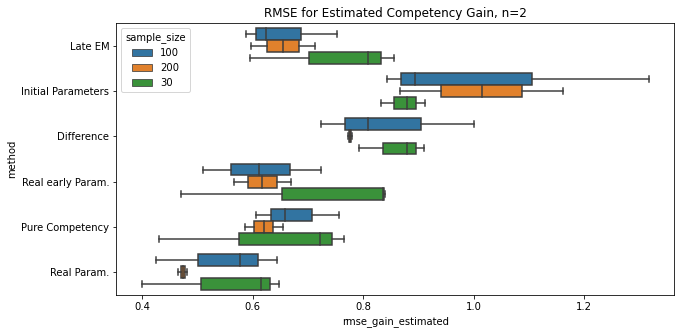 RMSE for Estimated Competency Gain, n=2
sample_size
100
200
30
method
Late EM
Initial Parameters
Difference
Real early Param.
Pure Competency
Real Param.
0.4 0.6 0.8 1.0 1.2
rmse_gain_estimated